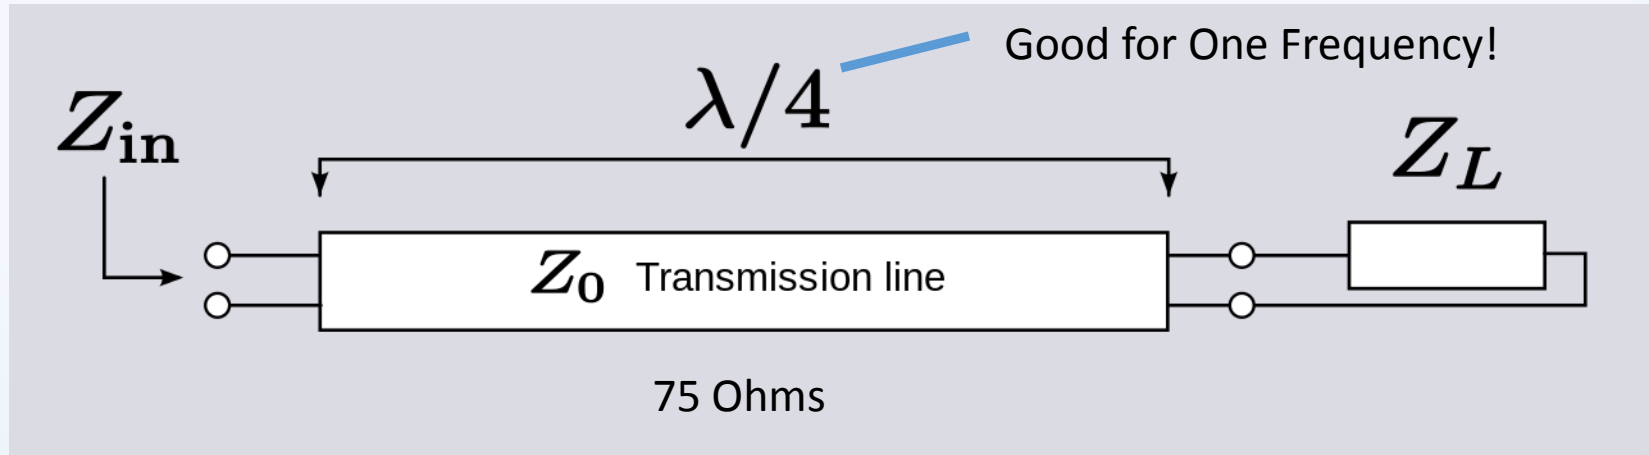 Good for One Frequency!
λ/4
Zin
ZL
Z0 Transmission line
75 Ohms